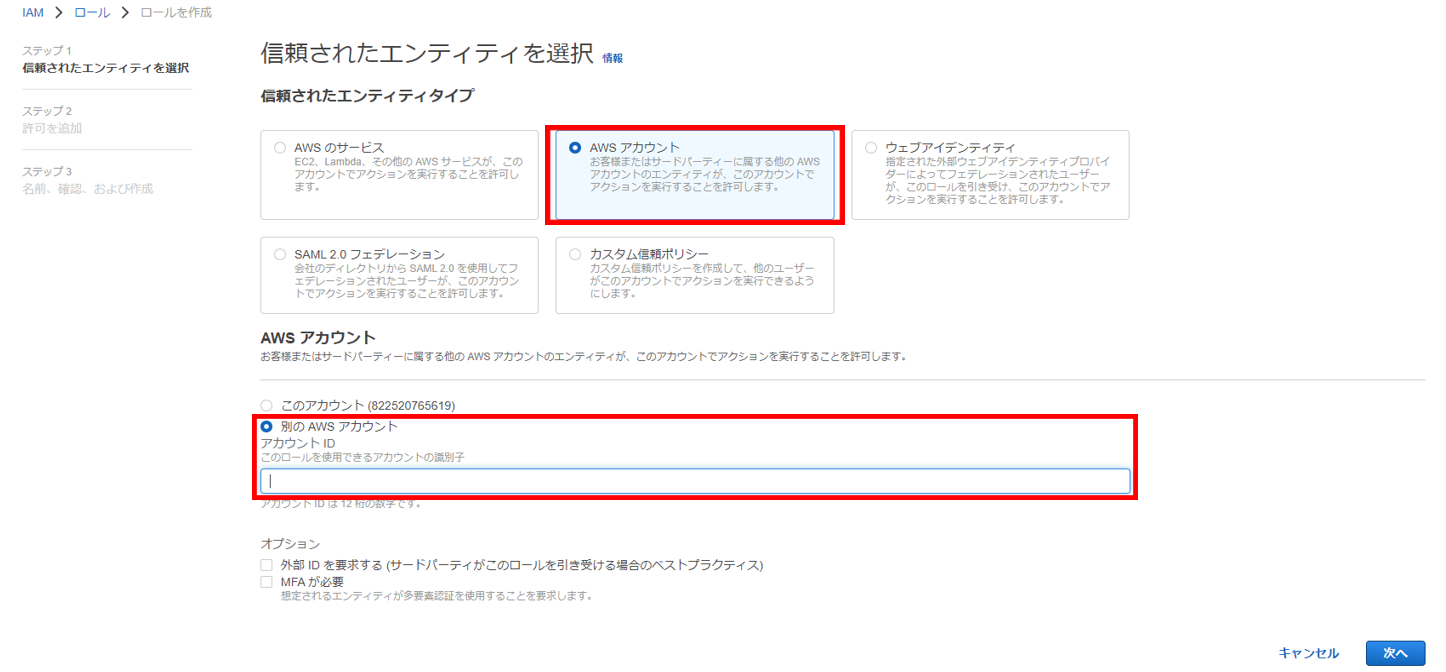 IAM > ロール > ロールを作成
ステップ 1
信頼されたエンティティを選択
ステップ 2
許可を追加
ステップ 3
名前、確認、および作成
信頼されたエンティティを選択 情報
信頼されたエンティティタイプ
AWS のサービス
EC2、Lambda、その他の AWS サービスが、この
アカウントでアクションを実行することを許可し
ます。
AWS アカウント
お客様またはサードパーティーに属する他の AWS
アカウントのエンティティが、このアカウントで
アクションを実行することを許可します。
ウェブアイデンティティ
指定された外部ウェブアイデンティティプロバイ
ダーによってフェデレーションされたユーザー
が、このロールを引き受け、このアカウントでア
クションを実行することを許可します。
SAML 2.0 フェデレーション
会社のディレクトリから SAML 2.0 を使用してフ
ェデレーションされたユーザーが、このアカウン
トでアクションを実行することを許可します。
カスタム信頼ポリシー
カスタム信頼ポリシーを作成して、他のユーザー
がこのアカウントでアクションを実行できるよう
にします。
AWS アカウント
お客様またはサードパーティーに属する他の AWS アカウントのエンティティが、このアカウントでアクションを実行することを許可します。
このアカウント (822520765619)
別の AWS アカウント
アカウント ID
このロールを使用できるアカウントの識別子
アカウント ID は 12 桁の数字です。
オプション
外部 ID を要求する (サードパーティがこのロールを引き受ける場合のベストプラクティス)
MFA が必要
想定されるエンティティが多要素認証を使用することを要求します。
キャンセル
次へ